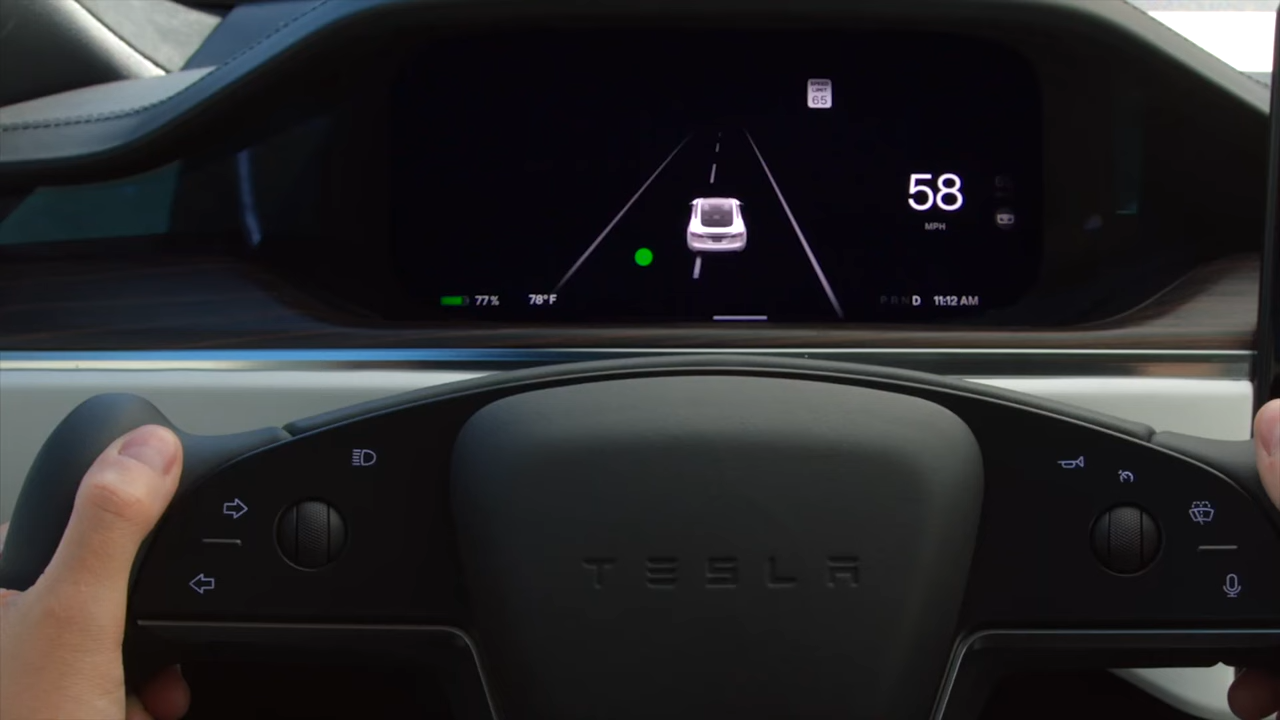 SPEED
LIMIT
65
58
MPH
77%
78°F
P R N D
11:12 AM
TESLA